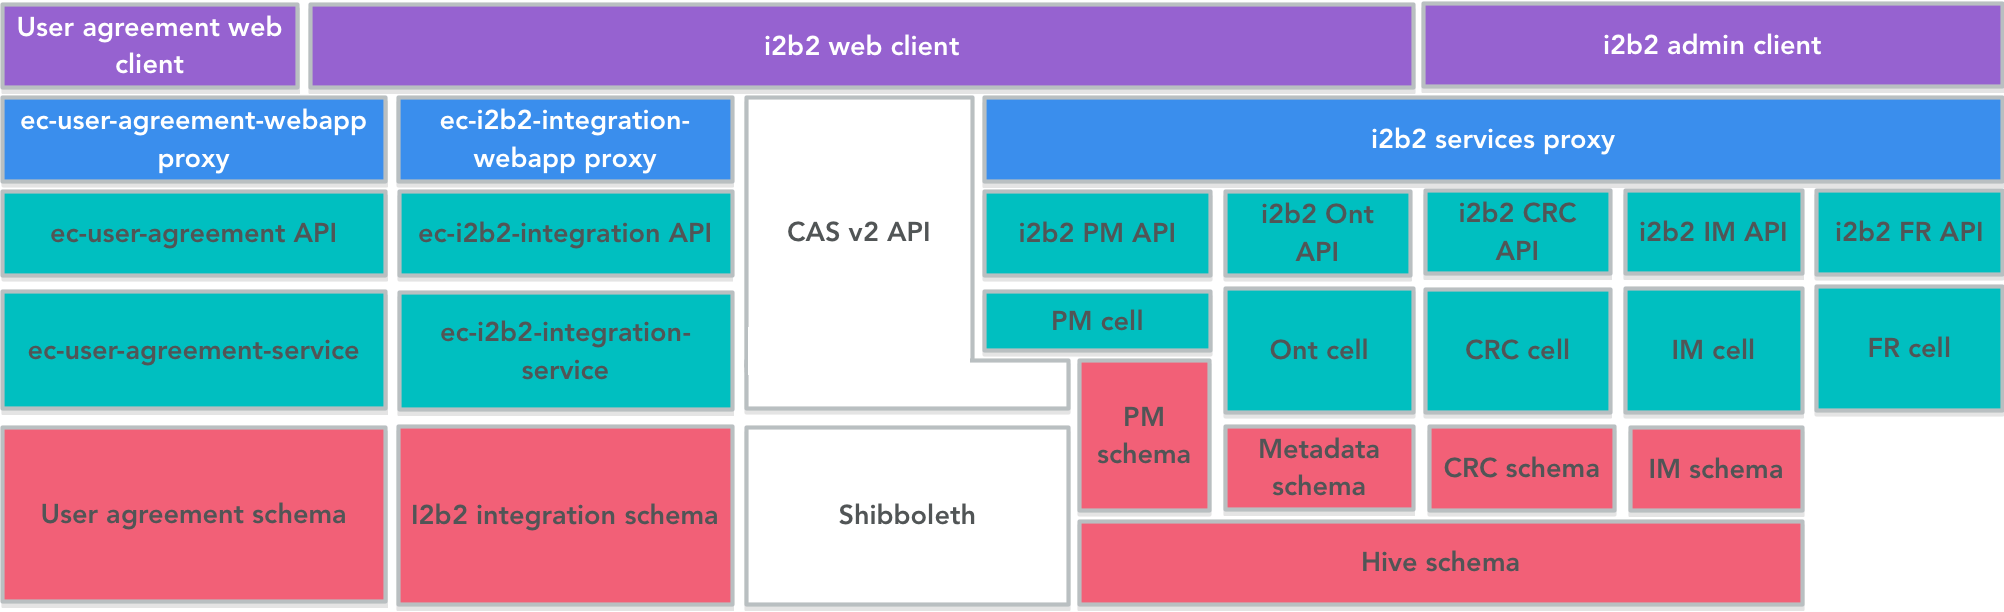 User agreement web
client
i2b2 web client
i2b2 admin client
ec-user-agreement-webapp
proxy
ec-i2b2-integration-
webapp proxy
i2b2 services proxy
ec-user-agreement API
ec-i2b2-integration API
CAS v2 API
i2b2 PM API
i2b2 Ont
API
i2b2 CRC
API
i2b2 IM API
i2b2 FR API
ec-user-agreement-service
ec-i2b2-integration-
service
PM cell
Ont cell
CRC cell
IM cell
FR cell
PM
schema
Metadata
schema
CRC schema
IM schema
User agreement schema
I2b2 integration schema
Shibboleth
Hive schema